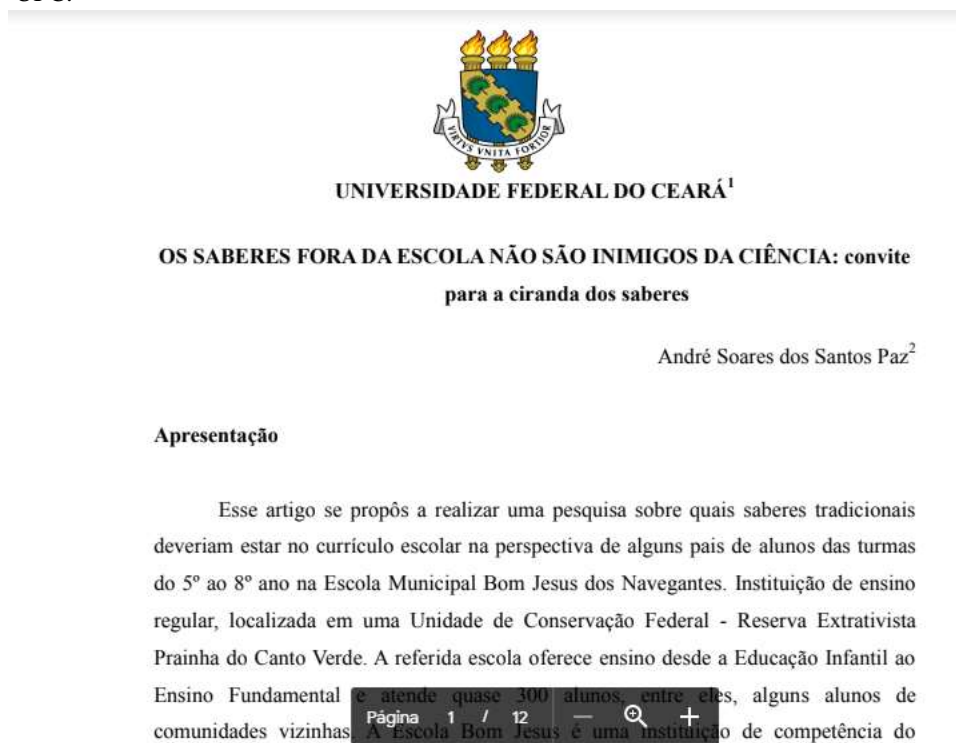 VIRTVS VNITA FORTIOR
UNIVERSIDADE FEDERAL DO CEARÁ¹
OS SABERES FORA DA ESCOLA NÃO SÃO INIMIGOS DA CIÊNCIA: convite
para a ciranda dos saberes
André Soares dos Santos Paz²
Apresentação
Esse artigo se propôs a realizar uma pesquisa sobre quais saberes tradicionais
deveriam estar no currículo escolar na perspectiva de alguns pais de alunos das turmas
do 5º ao 8º ano na Escola Municipal Bom Jesus dos Navegantes. Instituição de ensino
regular, localizada em uma Unidade de Conservação Federal - Reserva Extrativista
Prainha do Canto Verde. A referida escola oferece ensino desde a Educação Infantil ao
Ensino Fundamental e atende quase 300 alunos, entre eles, alguns alunos de
comunidades vizinhas. A Escola Bom Jesus é uma instituição de competência do
Página 1 / 12